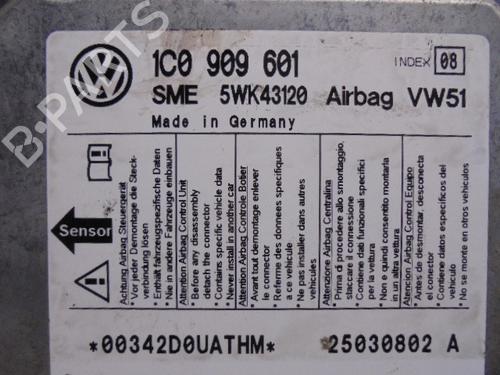 1C0 909 601
INDEX 08
SME 5WK43120 Airbag VW51
Made in Germany
Sensor
Achtung Airbag Steuergerät
- Vor jeder Demontage die Steck-
verbindung lösen
- Enthält fahrzeugspezifische Daten
- Nie in andere Fahrzeuge einbauen
Attention Airbag Control Unit
- Before any disassembly
detach the connector
- Contains specific vehicle data
- Never install in another car
Attention Airbag Controle Boîtier
- Avant tout demontage enlever
le connector
- Referme des donnees specifiques
a ce vehicule
- Ne pas installer dans autres
vehicules
Attenzione Airbag Centralina
- Prima di procedere allo smontaggio,
staccare il connessione
- Contiene dati funzionali specifici
per la vettura
- Non e quindi consentito montarla
in un'altra vettura
Atencion Airbag Control Equipo
- Antes de desmontar, desconecta
el conector
- Contiene datos especificos del
vehiculo
- No se monte en otros vehiculos
*00342D0UATHM*
25030802 A
B-PARTS